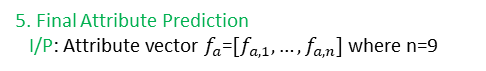 5. Final Attribute Prediction
I/P: Attribute vector fₐ=[fₐ,₁, ..., fₐ,ₙ] where n=9